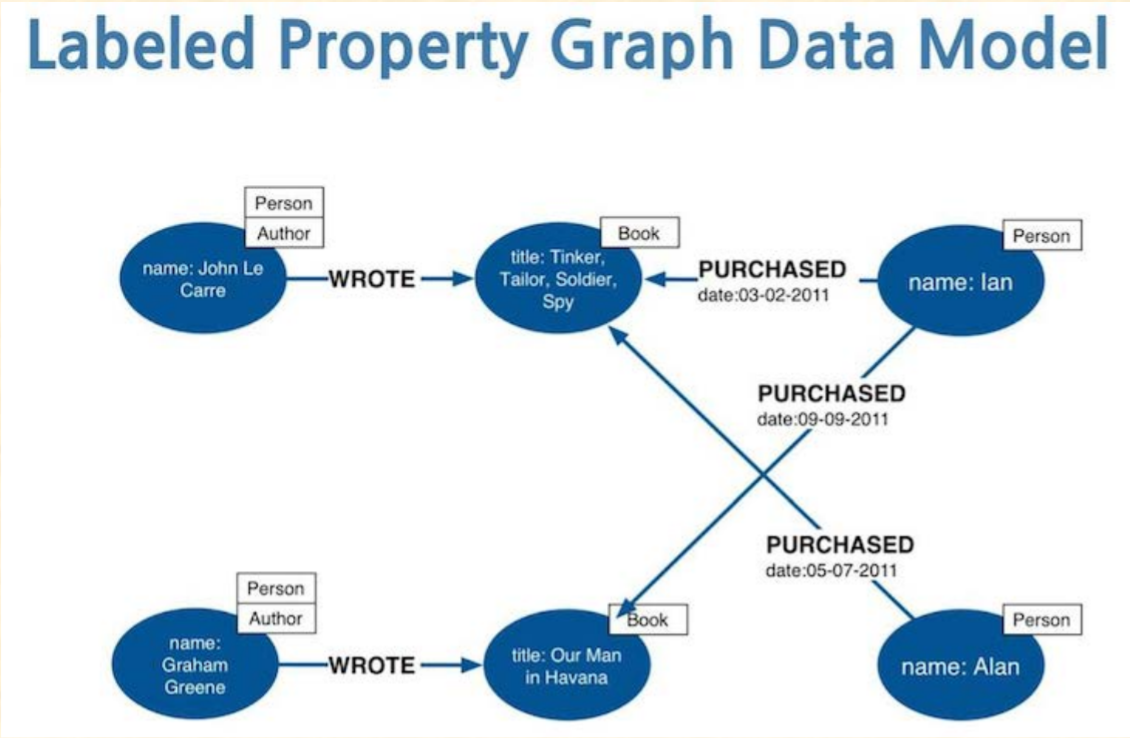 Labeled Property Graph Data Model
Person
Author
name: John Le
Carre
WROTE
Book
title: Tinker,
Tailor, Soldier,
Spy
PURCHASED
date:03-02-2011
Person
name: Ian
PURCHASED
date:09-09-2011
PURCHASED
date:05-07-2011
Person
Author
name:
Graham
Greene
WROTE
Book
title: Our Man
in Havana
Person
name: Alan